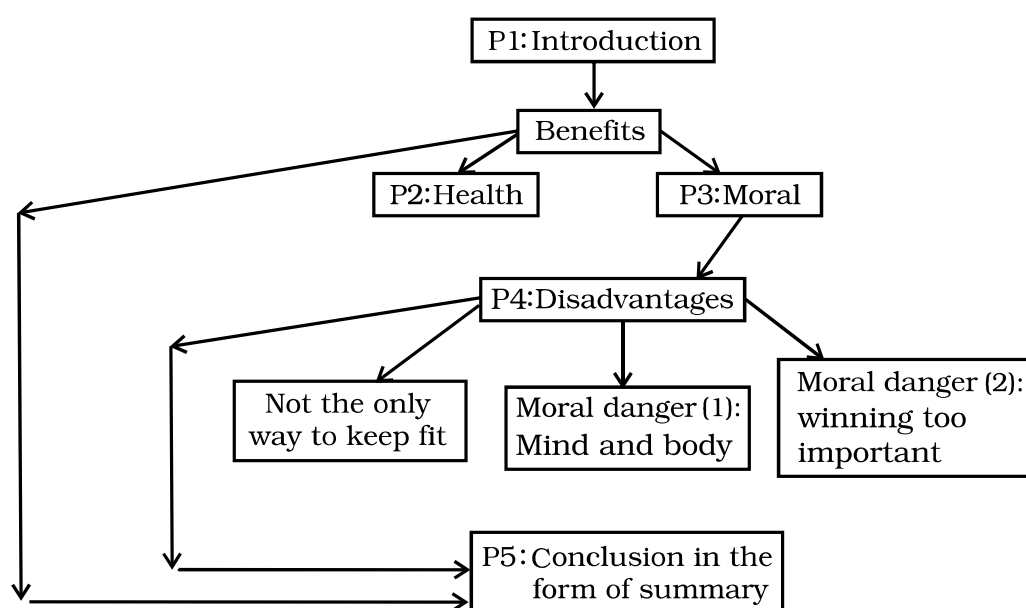 P1:Introduction
Benefits
P2:Health
P3:Moral
P4:Disadvantages
Not the only
way to keep fit
Moral danger (1):
Mind and body
Moral danger (2):
winning too
important
P5:Conclusion in the
form of summary